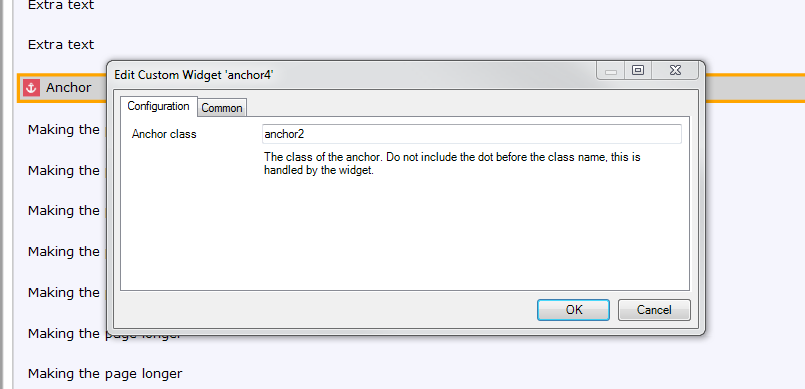 Extra text
Extra text
Edit Custom Widget 'anchor4'
Anchor
Configuration
Common
Anchor class
anchor2
The class of the anchor. Do not include the dot before the class name, this is
handled by the widget.
Making the
Making the
Making the
Making the
Making the
OK
Cancel
Making the page longer
Making the page longer